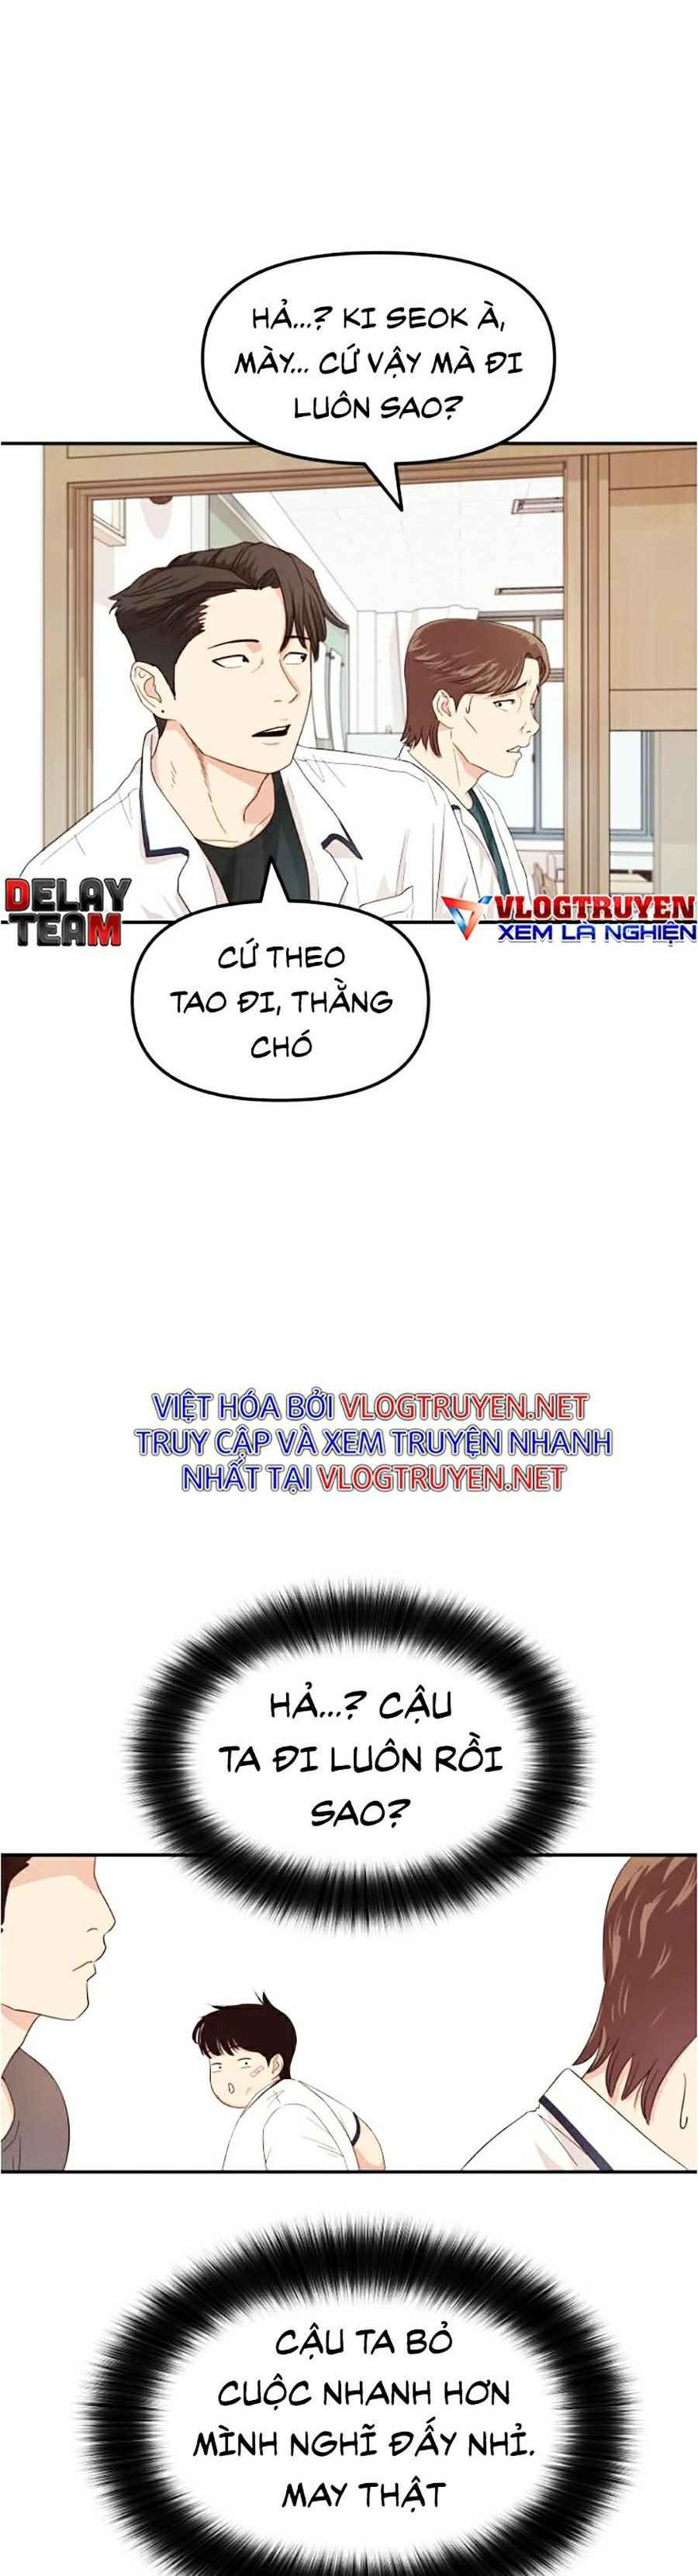 HẢ...? KI SEOK À,
MÀY... CỨ VẬY MÀ ĐI
LUÔN SAO?
DELAY
TEAM
VLOGTRUYEN
XEM LÀ NGHIỆN
CỨ THEO
TAO ĐI, THẰNG
CHÓ
VIỆT HÓA BỞI VLOGTRUYEN.NET
TRUY CẬP VÀ XEM TRUYỆN NHANH
NHẤT TẠI VLOGTRUYEN.NET
HẢ...? CẬU
TA ĐI LUÔN RỒI
SAO?
CẬU TA BỎ
CUỘC NHANH HƠN
MÌNH NGHĨ ĐẤY NHỈ.
MAY THẬT